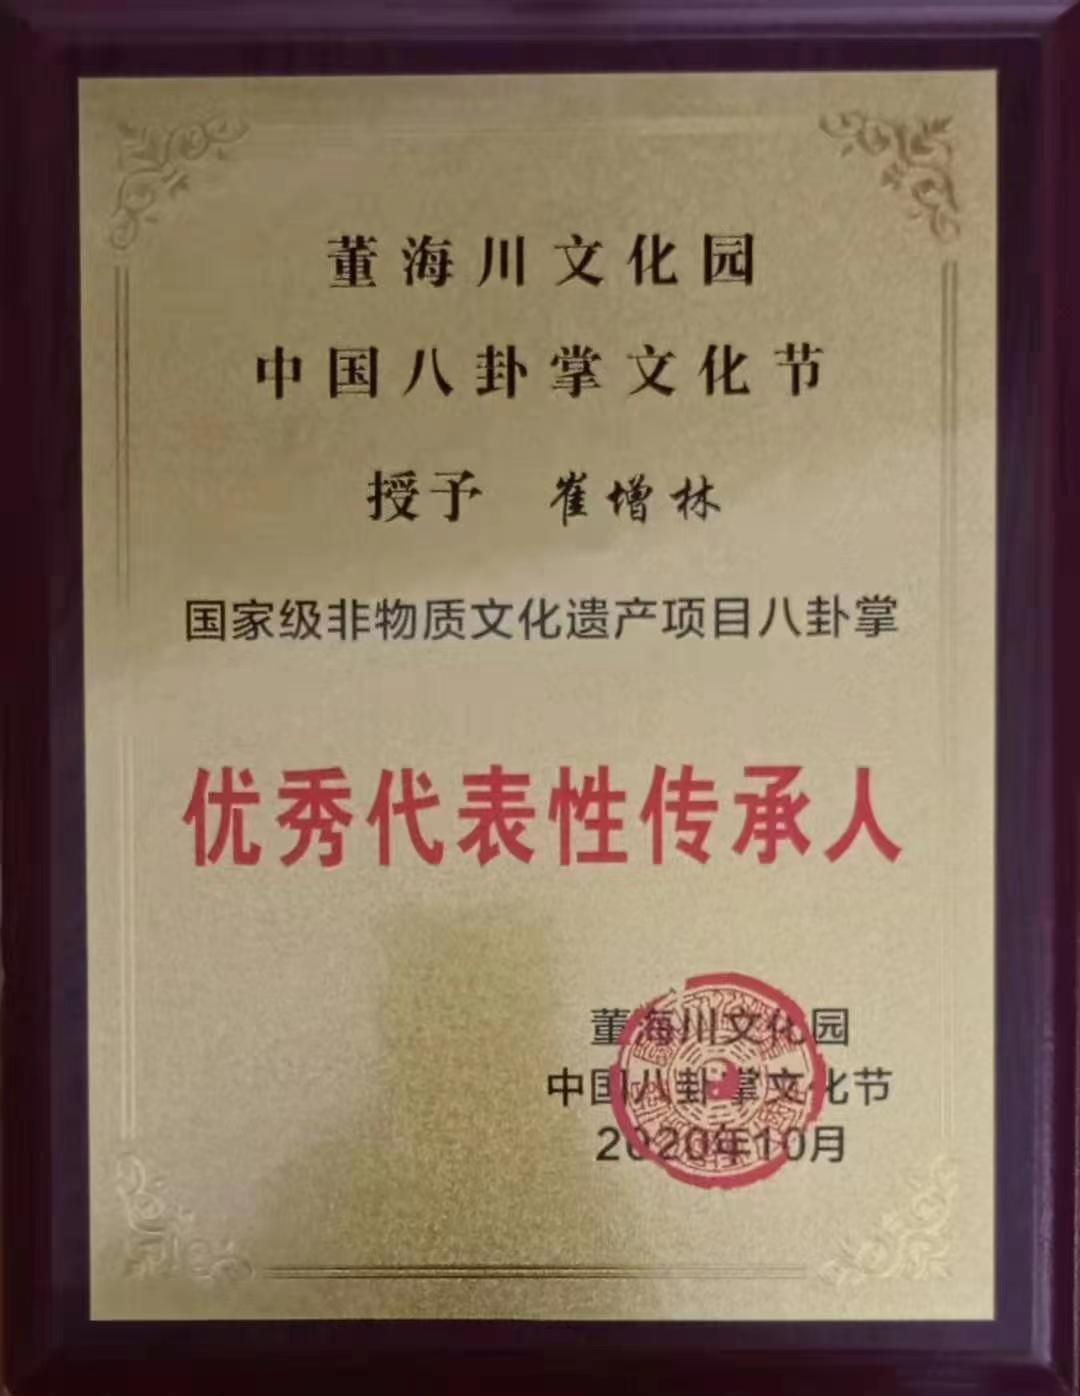 董海川文化园
中国八卦掌文化节
授予 崔增林
国家级非物质文化遗产项目八卦掌
优秀代表性传承人
董海川文化园
中国八卦掌文化节
2020年10月